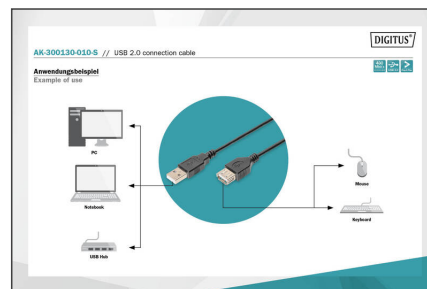 DIGITUS®
AK-300130-010-S // USB 2.0 connection cable
Anwendungsbeispiel
Example of use
PC
Notebook
USB Hub
Mouse
Keyboard